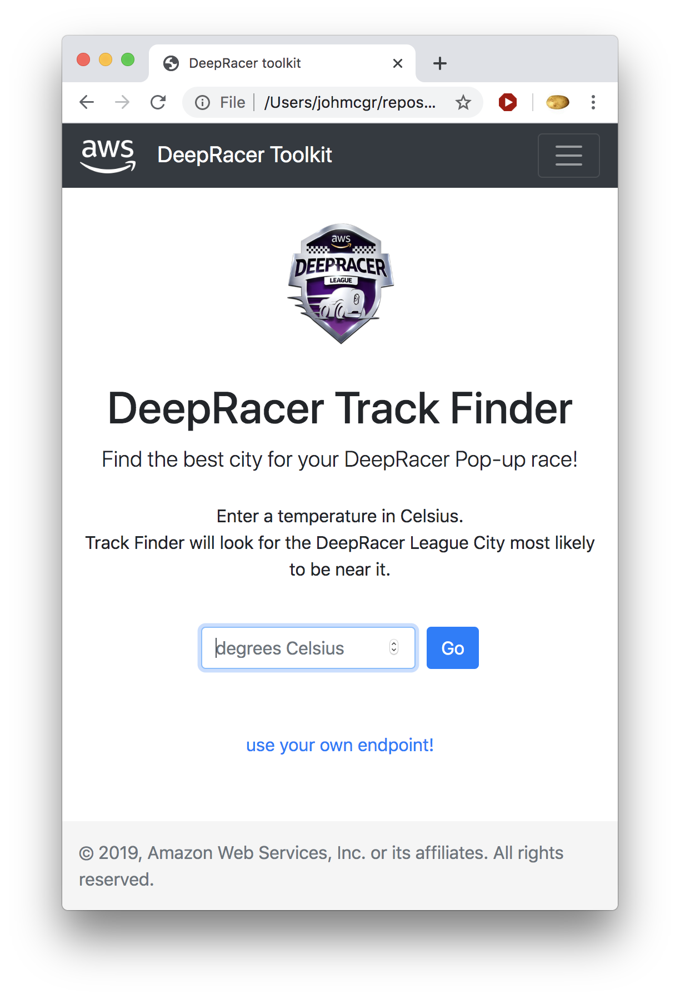 DeepRacer toolkit
File /Users/johmcgr/repos...
aws DeepRacer Toolkit
aws
DEEPRACER
LEAGUE
DeepRacer Track Finder
Find the best city for your DeepRacer Pop-up race!
Enter a temperature in Celsius.
Track Finder will look for the DeepRacer League City most likely
to be near it.
degrees Celsius Go
use your own endpoint!
© 2019, Amazon Web Services, Inc. or its affiliates. All rights
reserved.